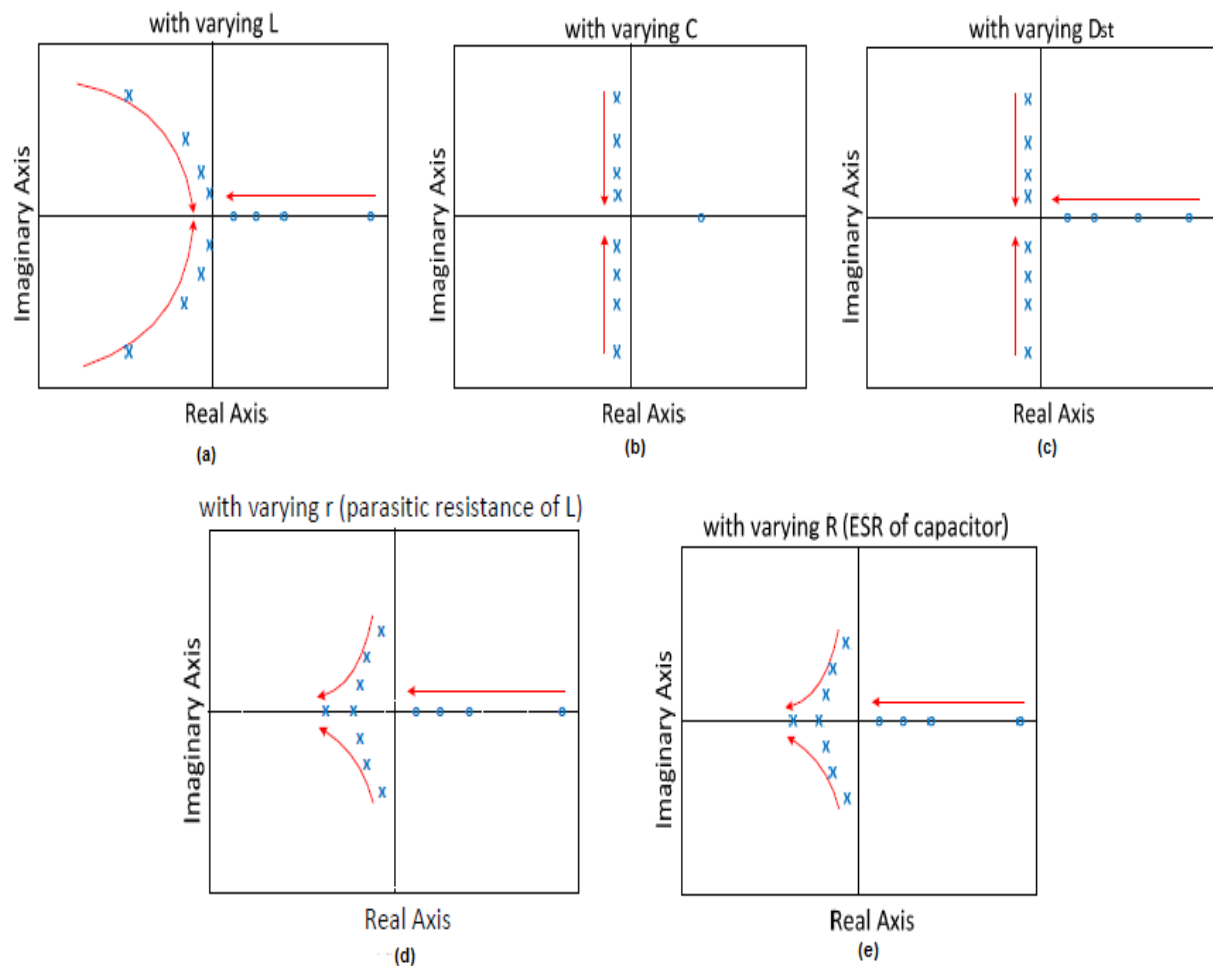 with varying L
with varying C
with varying Dst
Imaginary Axis
Imaginary Axis
Imaginary Axis
Real Axis
Real Axis
Real Axis
(a)
(b)
(c)
with varying r (parasitic resistance of L)
with varying R (ESR of capacitor)
Imaginary Axis
Imaginary Axis
Real Axis
Real Axis
(d)
(e)